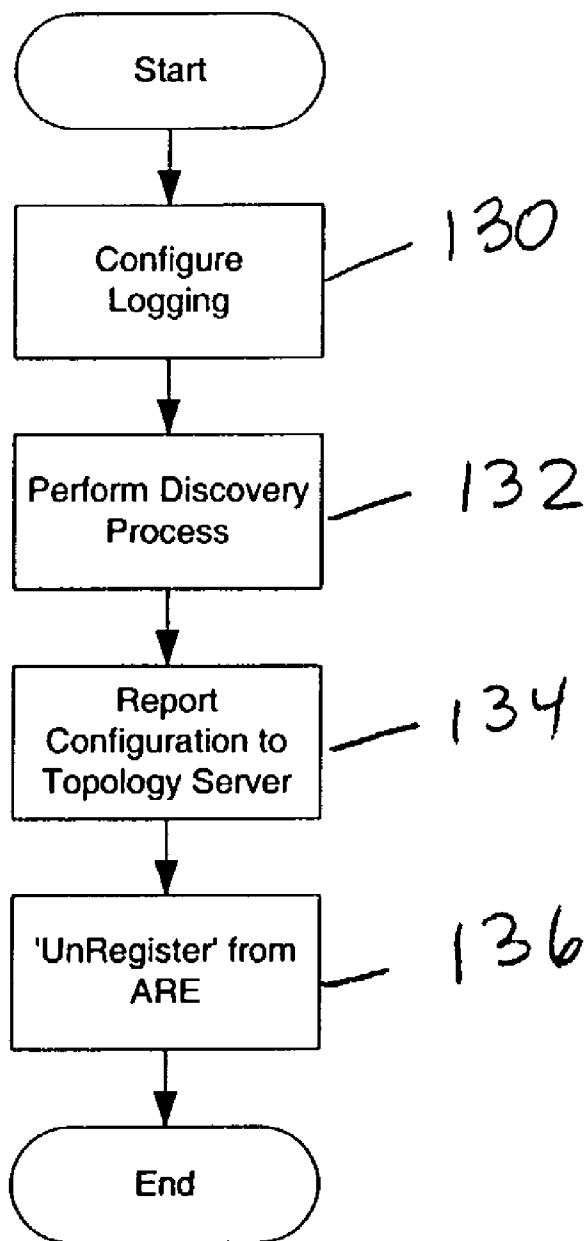 Start
Configure
Logging
130
Perform Discovery
Process
132
Report
Configuration to
Topology Server
134
'UnRegister' from
ARE
136
End